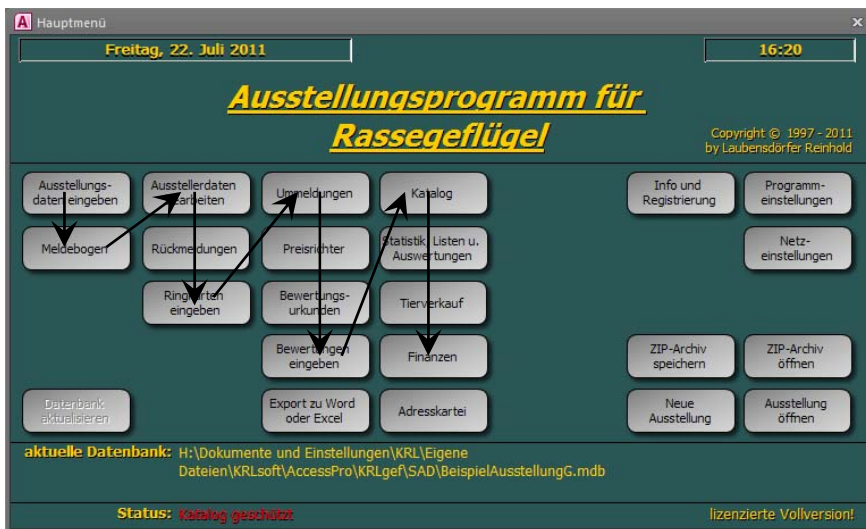 Hauptmenü
Freitag, 22. Juli 2011
16:20
Ausstellungsprogramm für
Rassegeflügel
Copyright © 1997 - 2011
by Laubensdörfer Reinhold
Ausstellungs-
daten eingeben
Ausstellerdaten
bearbeiten
Ummeldungen
Katalog
Info und
Registrierung
Programm-
einstellungen
Meldebogen
Rückmeldungen
Preisrichter
Statistik, Listen u.
Auswertungen
Netz-
einstellungen
Ringkarten
eingeben
Bewertungs-
urkunden
Tierverkauf
Bewertungen
eingeben
Finanzen
ZIP-Archiv
speichern
ZIP-Archiv
öffnen
Datenbank
aktualisieren
Export zu Word
oder Excel
Adresskartei
Neue
Ausstellung
Ausstellung
öffnen
aktuelle Datenbank: H:\Dokumente und Einstellungen\KRL\Eigene
Dateien\KRLsoft\AccessPro\KRLgef\SAD\BeispielAusstellungG.mdb
Status: Katalog geschützt
lizenzierte Vollversion!